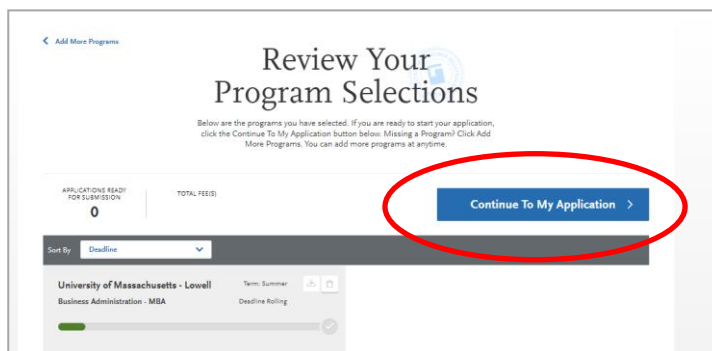 Add More Programs
Review Your
Program Selections
Below are the programs you have selected. If you are ready to start your application,
click the Continue To My Application button below. Missing a Program? Click Add
More Programs. You can add more programs at anytime.
APPLICATIONS READY
FOR SUBMISSION
0
TOTAL FEE(S)
Continue To My Application
Sort By Deadline
University of Massachusetts - Lowell
Term: Summer
Business Administration - MBA
Deadline Rolling